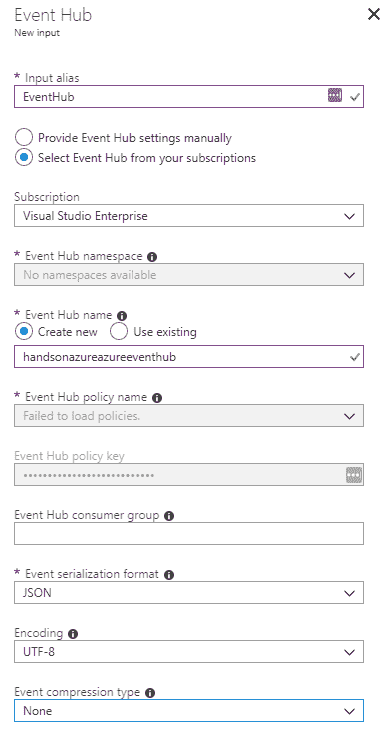 Event Hub
New input
* Input alias
EventHub
Provide Event Hub settings manually
Select Event Hub from your subscriptions
Subscription
Visual Studio Enterprise
* Event Hub namespace
No namespaces available
* Event Hub name
Create new Use existing
handsonazureazureeventhub
* Event Hub policy name
Failed to load policies.
Event Hub policy key
••••••••••••••••••••••••••••
Event Hub consumer group
* Event serialization format
JSON
Encoding
UTF-8
Event compression type
None